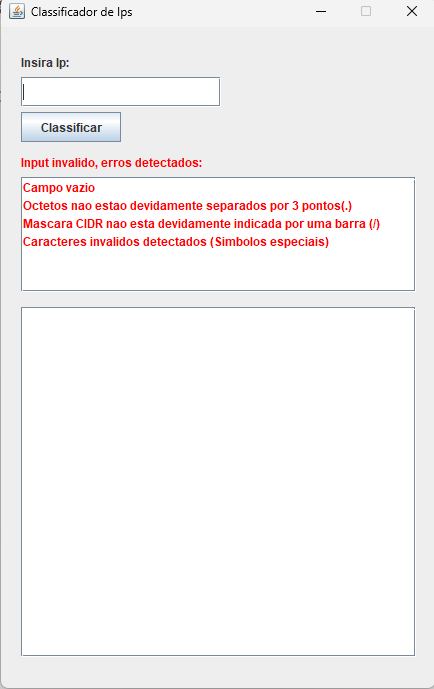 Classificador de Ips
Insira Ip:
Classificar
Input invalido, erros detectados:
Campo vazio
Octetos nao estao devidamente separados por 3 pontos(.)
Mascara CIDR nao esta devidamente indicada por uma barra (/)
Caracteres invalidos detectados (Simbolos especiais)